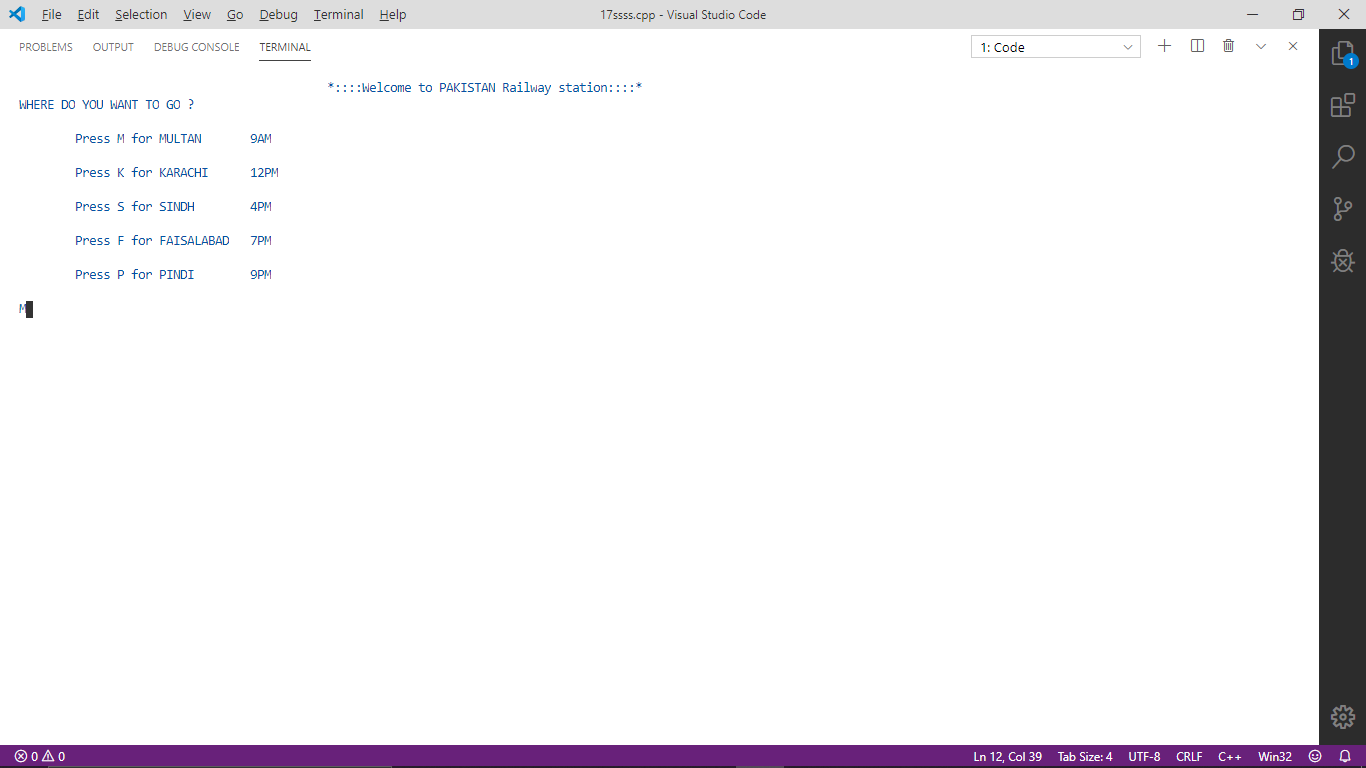 File Edit Selection View Go Debug Terminal Help 17ssss.cpp - Visual Studio Code
PROBLEMS OUTPUT DEBUG CONSOLE TERMINAL 1: Code
1
*::::Welcome to PAKISTAN Railway station::::*
WHERE DO YOU WANT TO GO ?
Press M for MULTAN 9AM
Press K for KARACHI 12PM
Press S for SINDH 4PM
Press F for FAISALABAD 7PM
Press P for PINDI 9PM
M
0 0 Ln 12, Col 39 Tab Size: 4 UTF-8 CRLF C++ Win32